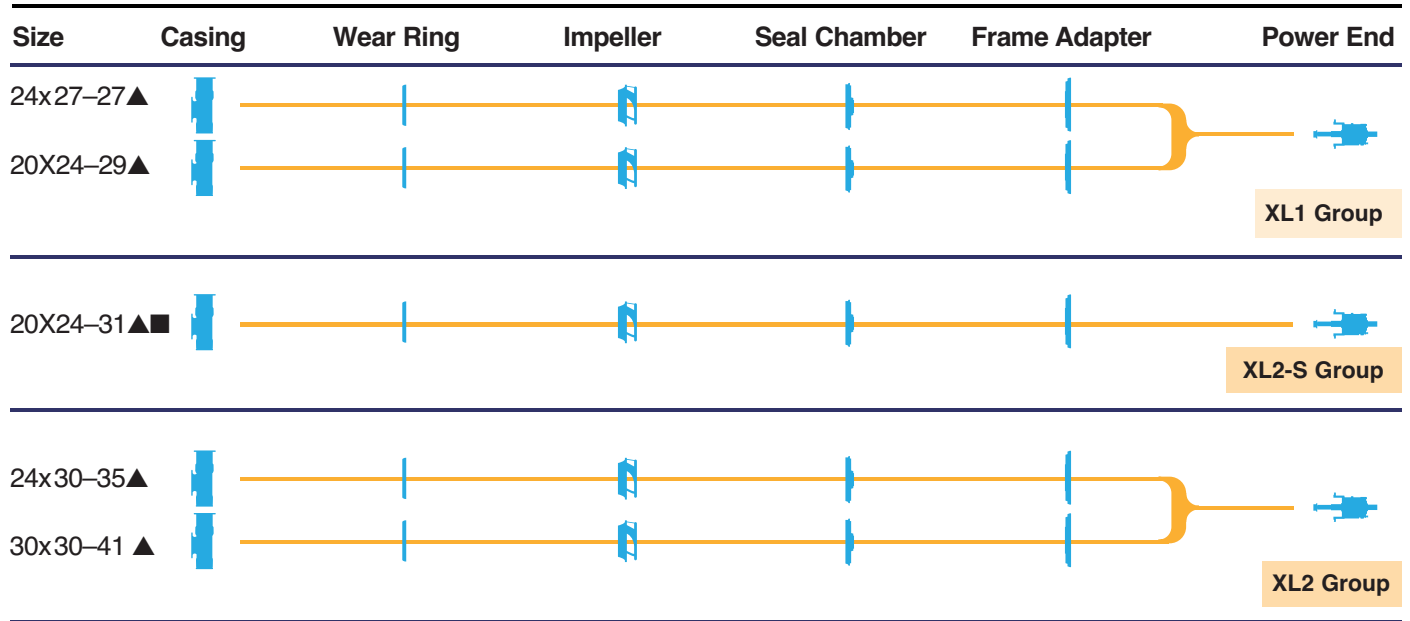 Size Casing Wear Ring Impeller Seal Chamber Frame Adapter Power End
24x27–27▲
20X24–29▲
XL1 Group
20X24–31▲■
XL2-S Group
24x30–35▲
30x30–41 ▲
XL2 Group